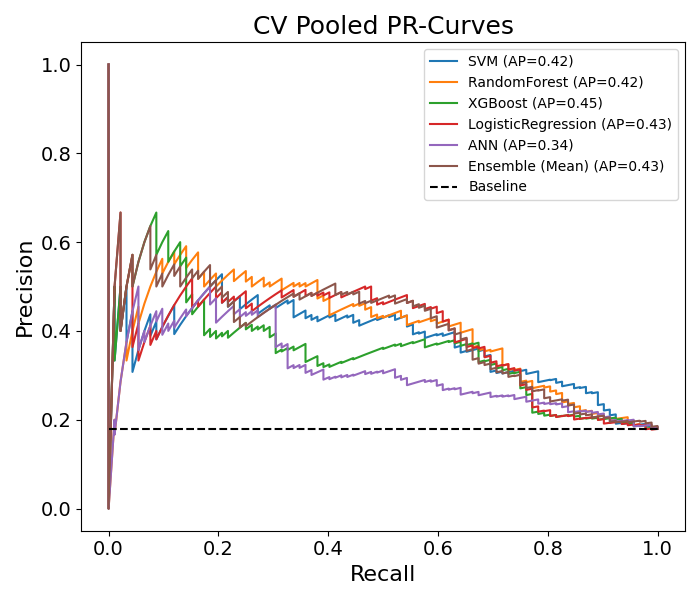 CV Pooled PR-Curves
SVM (AP=0.42)
RandomForest (AP=0.42)
XGBoost (AP=0.45)
LogisticRegression (AP=0.43)
ANN (AP=0.34)
Ensemble (Mean) (AP=0.43)
Baseline
Precision
1.0
0.8
0.6
0.4
0.2
0.0
0.0 0.2 0.4 0.6 0.8 1.0
Recall